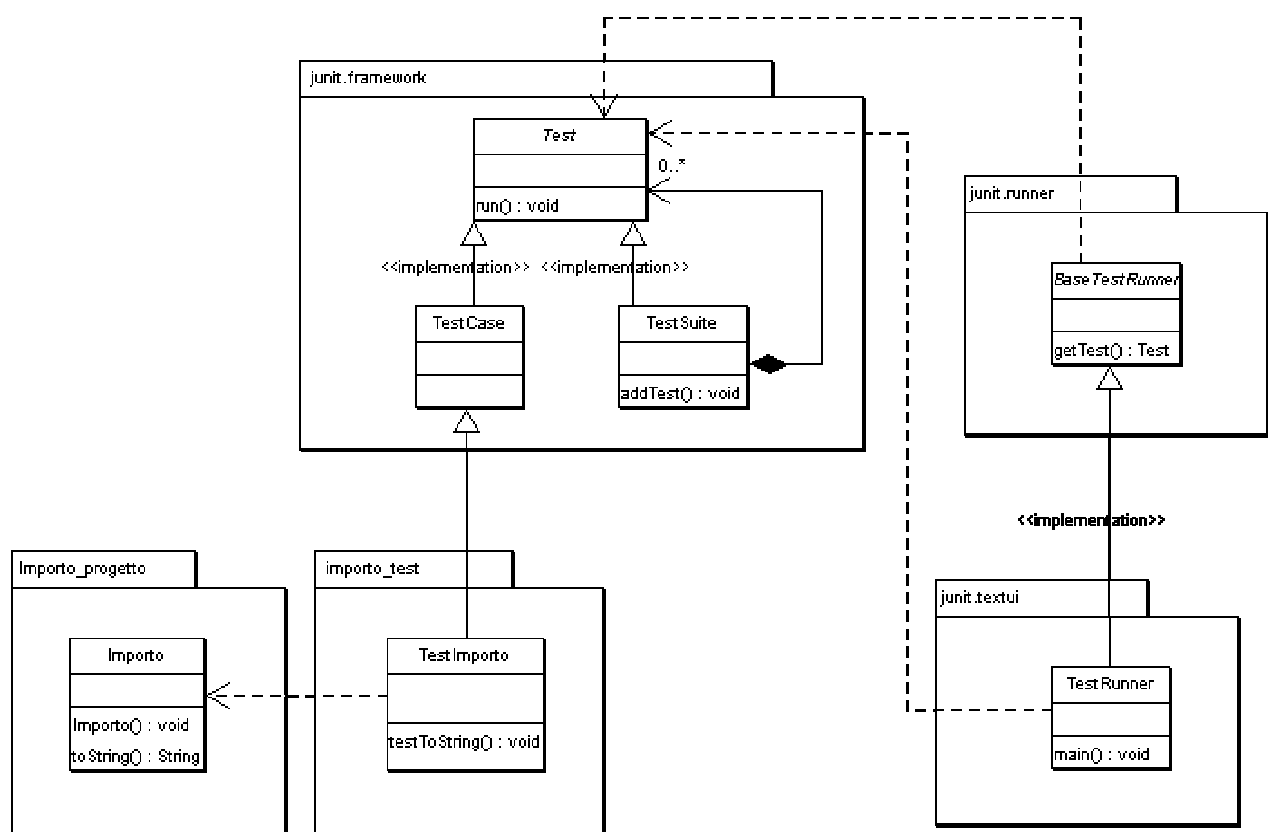 junit.framework
Test
0..*
run() : void
<<implementation>> <<implementation>>
TestCase
TestSuite
addTest() : void
junit.runner
BaseTestRunner
getTest() : Test
<<implementation>>
Importo_progetto
Importo
Importo() : void
toString() : String
importo_test
TestImporto
testToString() : void
junit.textui
TestRunner
main() : void